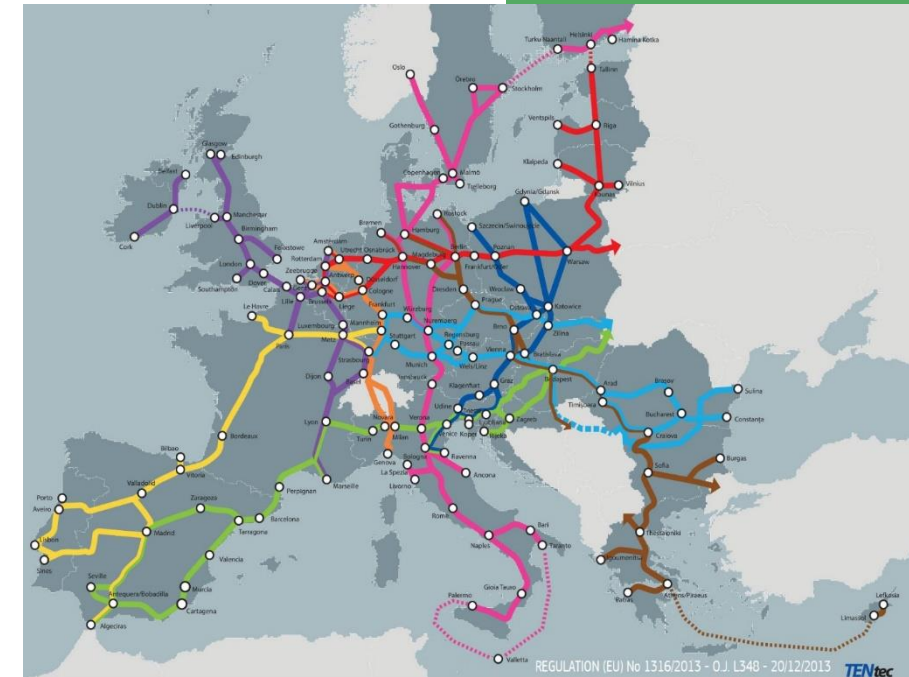 Turku/Naantali
Helsinki
Hamina Kotka
Oslo
Örebro
Stockholm
Tallinn
Gothenburg
Ventspils
Riga
Glasgow
Edinburgh
Klaipeda
Copenhagen
Malmö
Trelleborg
Belfast
Vilnius
Kaunas
Gdynia/Gdansk
Dublin
Manchester
Liverpool
Rostock
Szczecin/Swinoujscie
Cork
Birmingham
Bremen
Hamburg
Felixstowe
Amsterdam
Utrecht
Osnabrück
Magdeburg
Berlin
Poznan
Warsaw
London
Rotterdam
Zeebrugge
Hannover
Frankfurt/Oder
Southampton
Dover
Calais
Antwerp
Düsseldorf
Cologne
Dresden
Wroclaw
Lille
Brussels
Liege
Prague
Katowice
Le Havre
Frankfurt
Ostrava
Luxembourg
Mannheim
Würzburg
Nuremberg
Brno
Zilina
Paris
Metz
Stuttgart
Regensburg
Passau
Strasbourg
Munich
Wels/Linz
Vienna
Bratislava
Dijon
Basel
Innsbruck
Budapest
Klagenfurt
Graz
Arad
Brasov
Sulina
Udine
Timişoara
Novara
Verona
Ljubljana
Zagreb
Bucharest
Constanta
Lyon
Turin
Milan
Venice
Koper
Rijeka
Craiova
Bordeaux
Genova
Bologna
Ravenna
Bilbao
La Spezia
Sofia
Burgas
Vitoria
Marseille
Livorno
Ancona
Porto
Valladolid
Zaragoza
Perpignan
Aveiro
Barcelona
Rome
Bari
Madrid
Tarragona
Naples
Taranto
Thessaloniki
Lisbon
Igoumenitsa
Sines
Valencia
Seville
Murcia
Gioia Tauro
Antequera/Bobadilla
Palermo
Patras
Athens/Piraeus
Cartagena
Lefkosia
Algeciras
Limassol
Valletta
REGULATION (EU) No 1316/2013 - O.J. L348 - 20/12/2013
TENtec